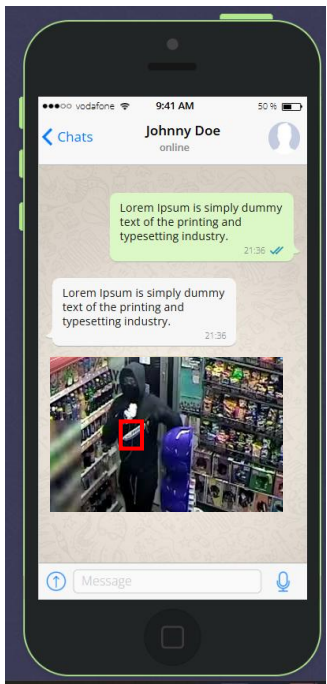 vodafone
9:41 AM
50 %
Chats
Johnny Doe
online
Lorem Ipsum is simply dummy
text of the printing and
typesetting industry.
21:36
Lorem Ipsum is simply dummy
text of the printing and
typesetting industry.
21:36
Message